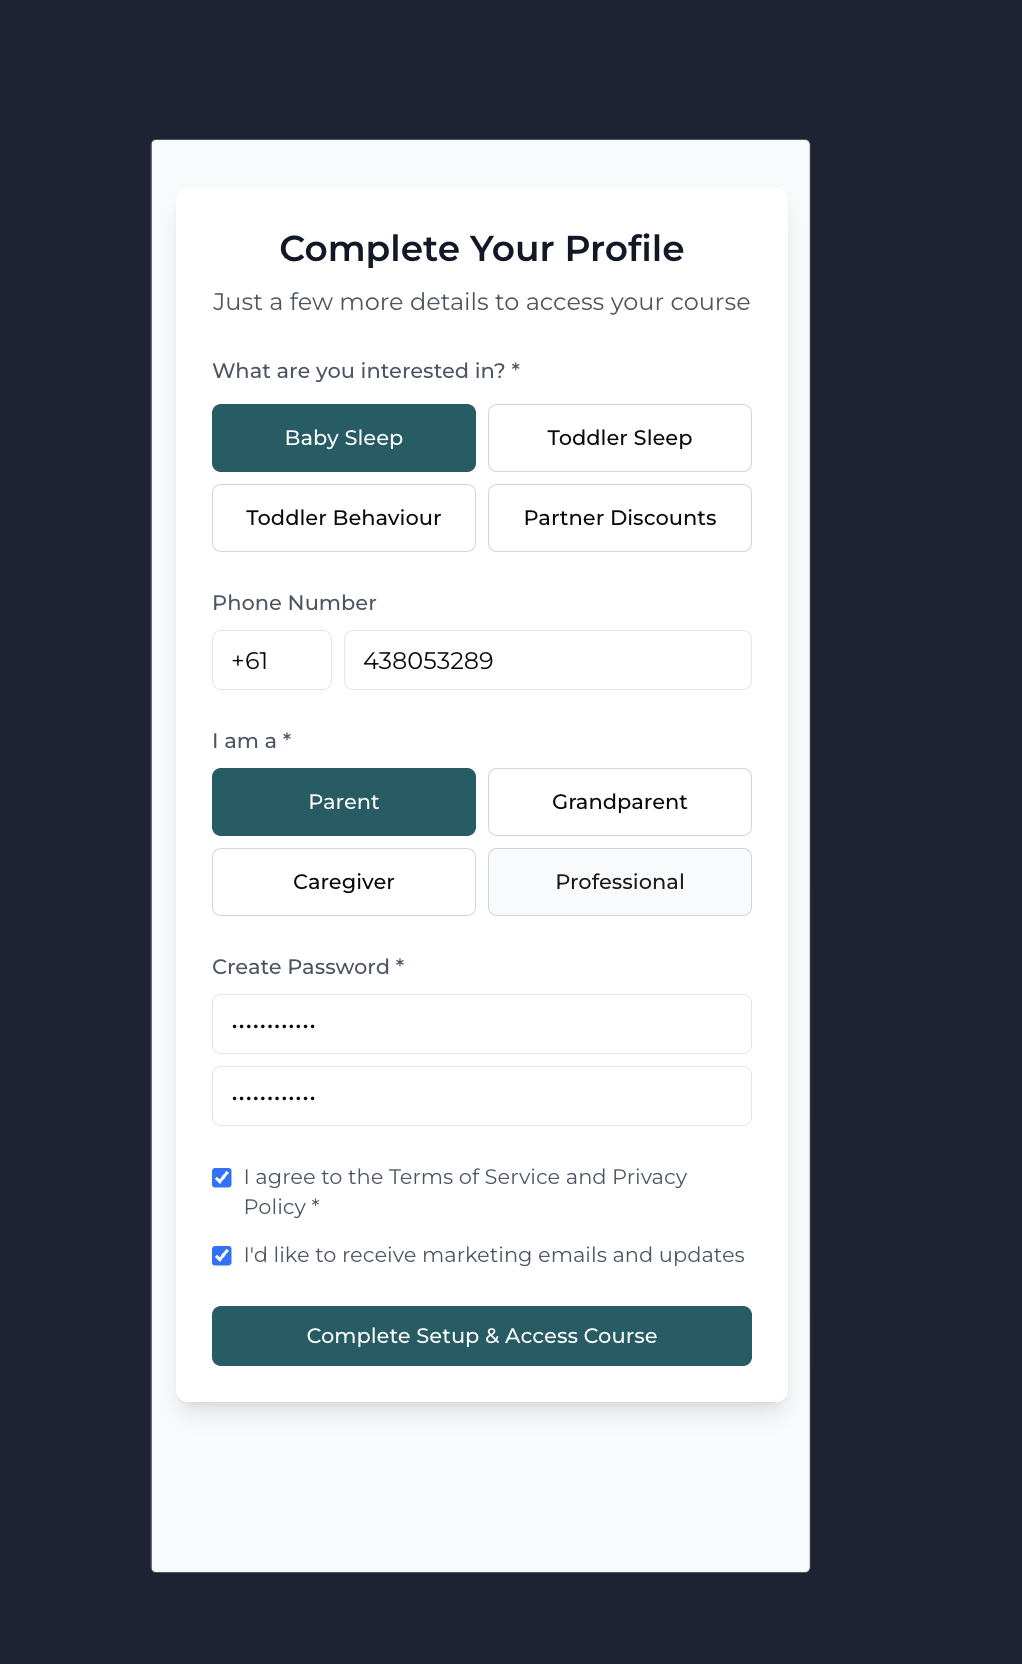 Complete Your Profile
Just a few more details to access your course
What are you interested in? *
Baby Sleep
Toddler Sleep
Toddler Behaviour
Partner Discounts
Phone Number
+61
438053289
I am a *
Parent
Grandparent
Caregiver
Professional
Create Password *
••••••••••••
••••••••••••
I agree to the Terms of Service and Privacy
Policy *
I'd like to receive marketing emails and updates
Complete Setup & Access Course